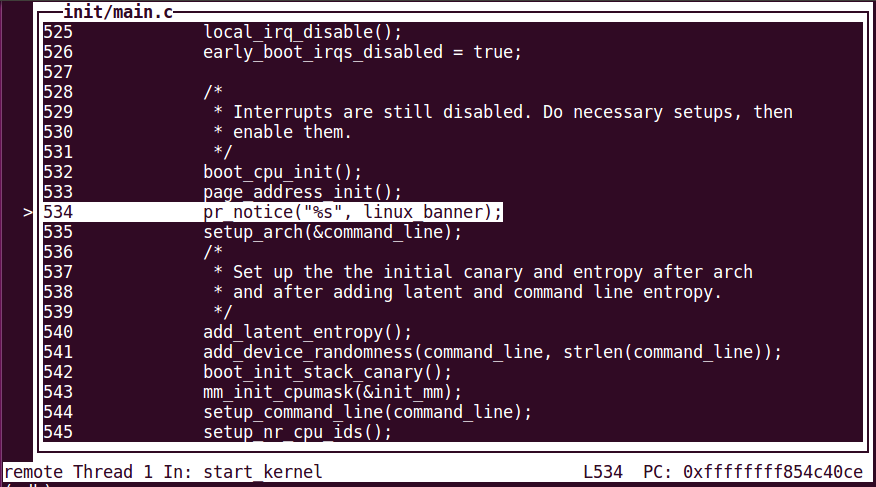 init/main.c
525 local_irq_disable();
526 early_boot_irqs_disabled = true;
527
528 /*
529 * Interrupts are still disabled. Do necessary setups, then
530 * enable them.
531 */
532 boot_cpu_init();
533 page_address_init();
> 534 pr_notice("%s", linux_banner);
535 setup_arch(&command_line);
536 /*
537 * Set up the the initial canary and entropy after arch
538 * and after adding latent and command line entropy.
539 */
540 add_latent_entropy();
541 add_device_randomness(command_line, strlen(command_line));
542 boot_init_stack_canary();
543 mm_init_cpumask(&init_mm);
544 setup_command_line(command_line);
545 setup_nr_cpu_ids();
remote Thread 1 In: start_kernel L534 PC: 0xffffffff854c40ce